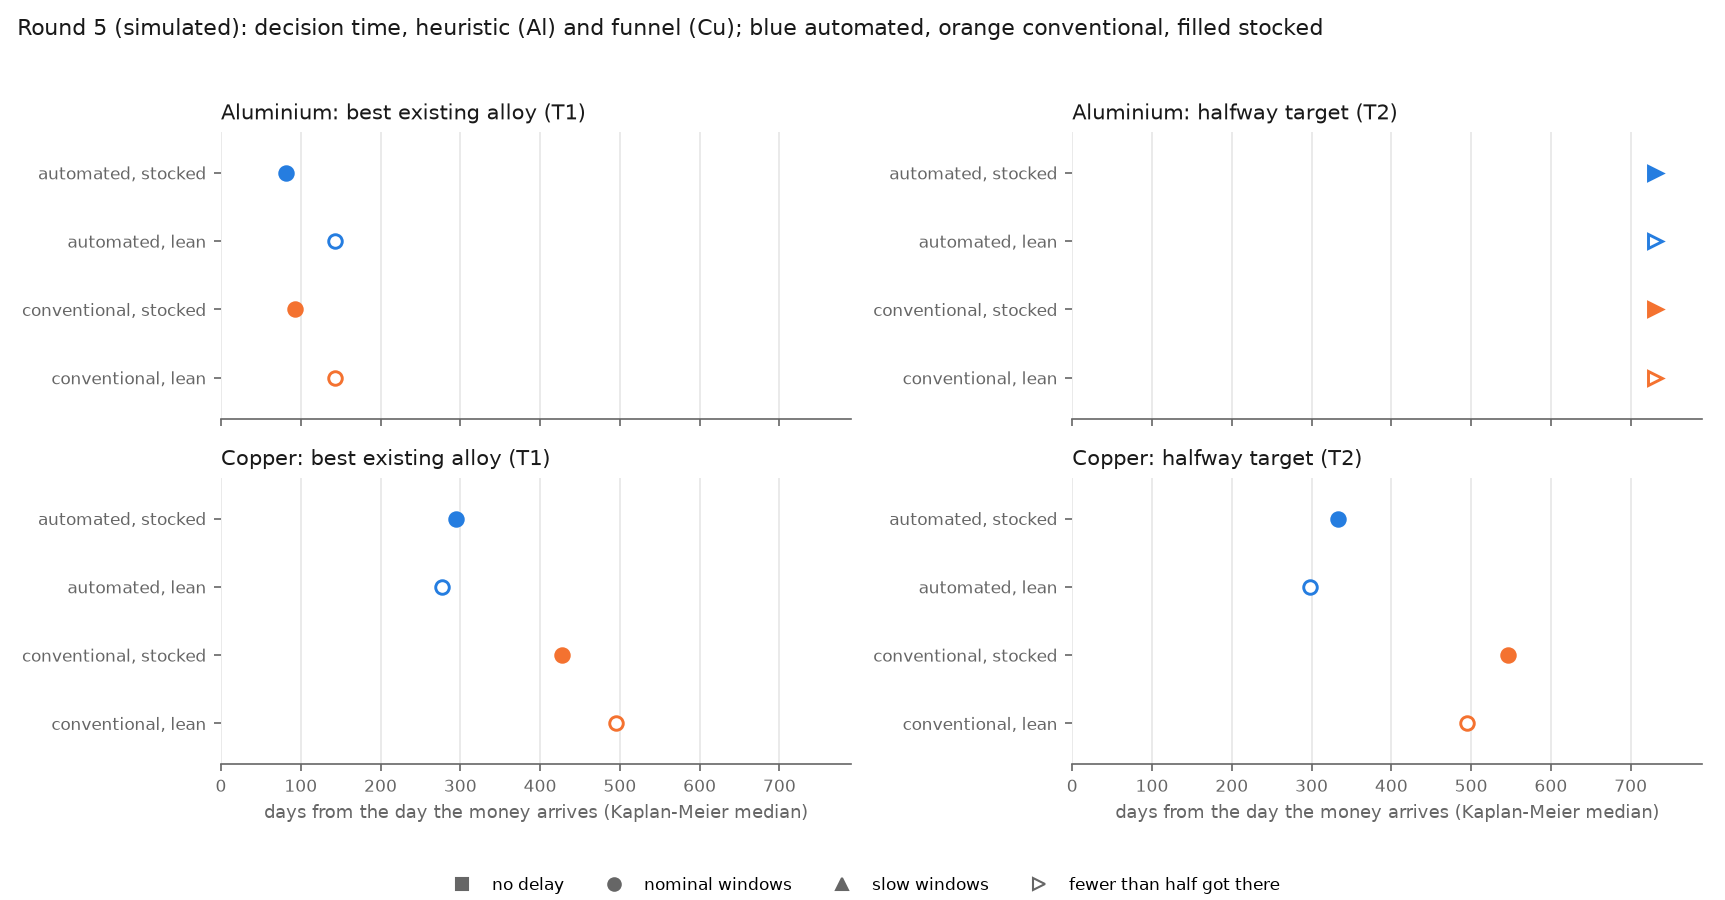 Round 5 (simulated): decision time, heuristic (Al) and funnel (Cu); blue automated, orange conventional, filled stocked
Aluminium: best existing alloy (T1)
automated, stocked
automated, lean
conventional, stocked
conventional, lean
Aluminium: halfway target (T2)
automated, stocked
automated, lean
conventional, stocked
conventional, lean
Copper: best existing alloy (T1)
automated, stocked
automated, lean
conventional, stocked
conventional, lean
0 100 200 300 400 500 600 700
days from the day the money arrives (Kaplan-Meier median)
Copper: halfway target (T2)
automated, stocked
automated, lean
conventional, stocked
conventional, lean
0 100 200 300 400 500 600 700
days from the day the money arrives (Kaplan-Meier median)
no delay nominal windows slow windows fewer than half got there